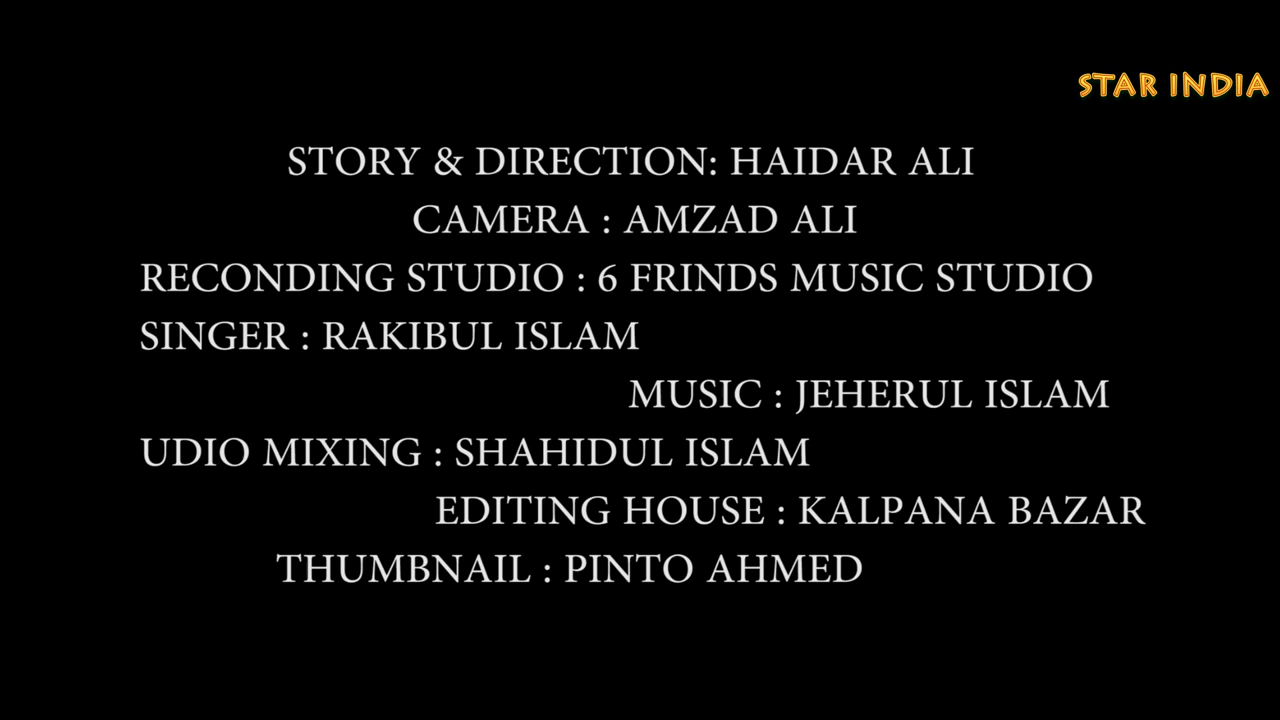 STAR INDIA
STORY & DIRECTION: HAIDAR ALI
CAMERA : AMZAD ALI
RECONDING STUDIO : 6 FRINDS MUSIC STUDIO
SINGER : RAKIBUL ISLAM
MUSIC : JEHERUL ISLAM
UDIO MIXING : SHAHIDUL ISLAM
EDITING HOUSE : KALPANA BAZAR
THUMBNAIL : PINTO AHMED